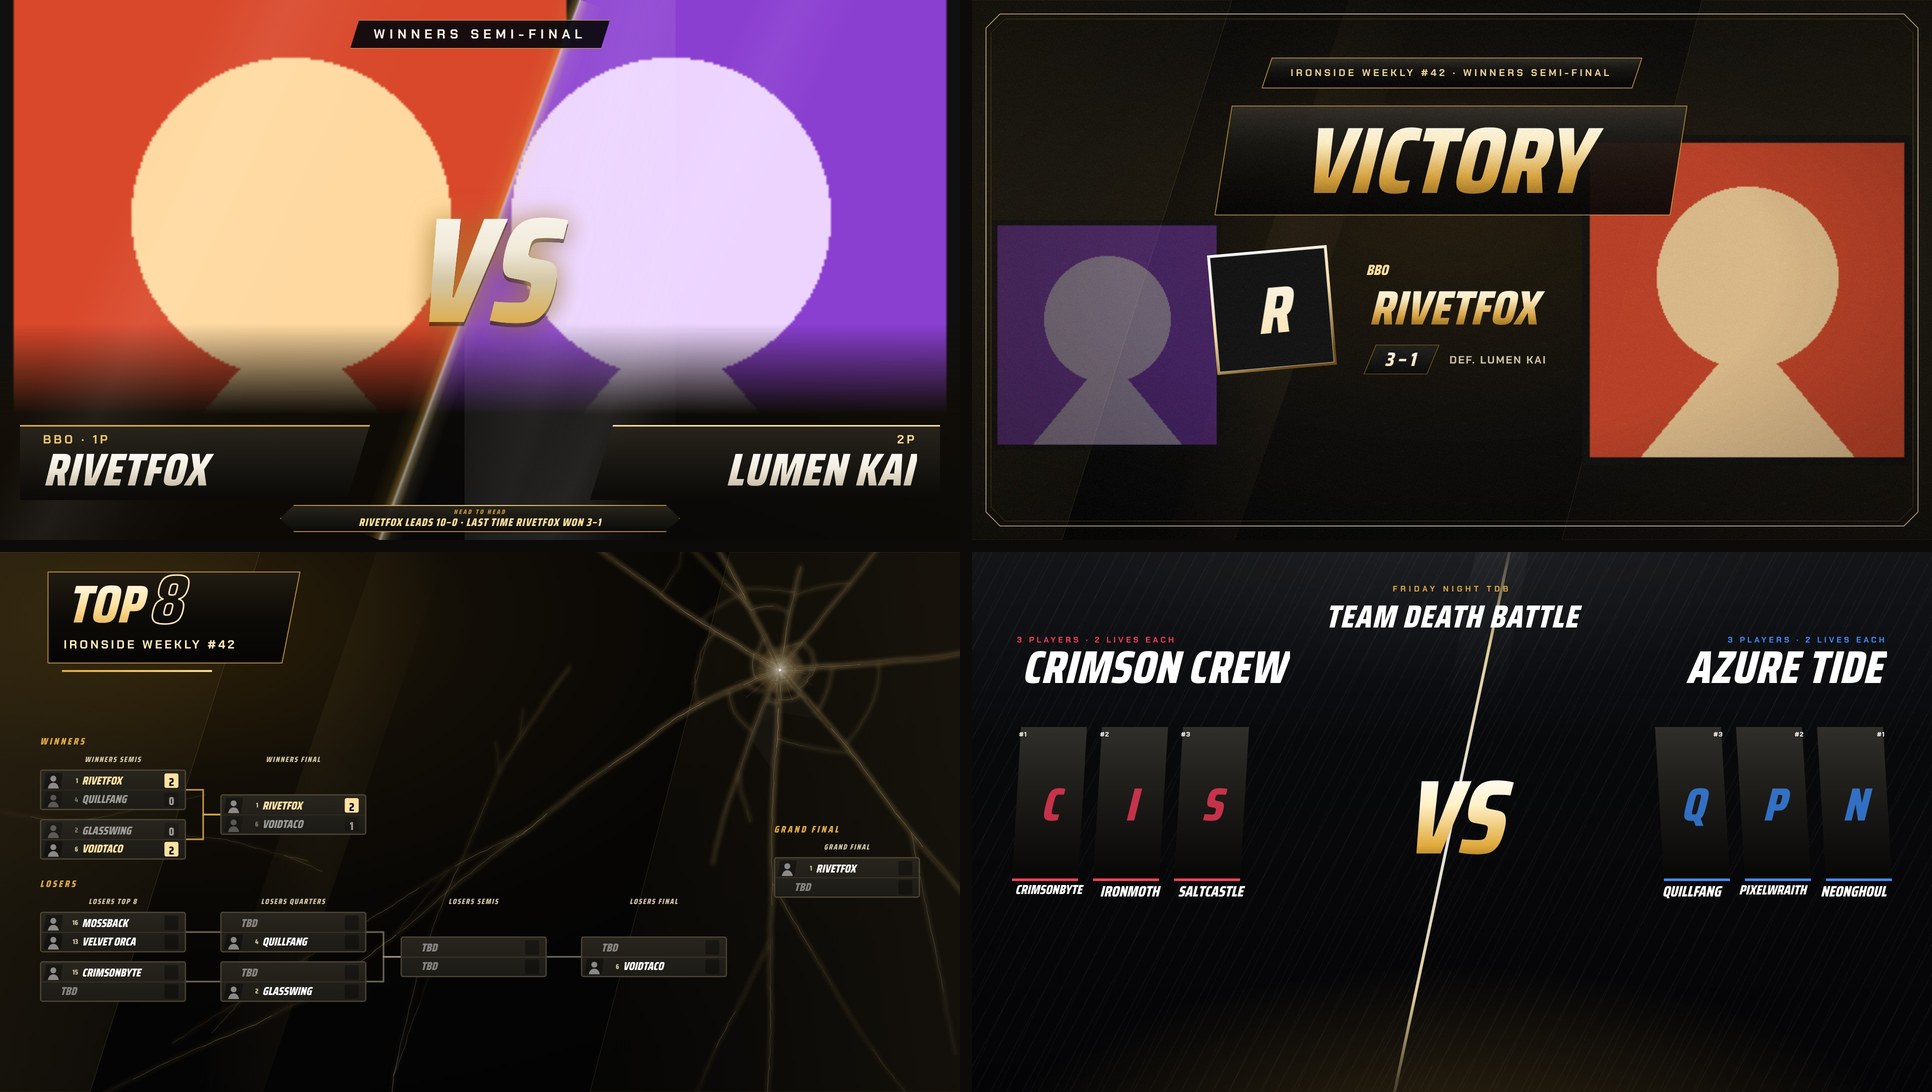 WINNERS SEMI-FINAL
VS
BBO · 1P
RIVETFOX
2P
LUMEN KAI
HEAD TO HEAD
RIVETFOX LEADS 10-0 · LAST TIME RIVETFOX WON 3-1
IRONSIDE WEEKLY #42 · WINNERS SEMI-FINAL
VICTORY
R
BBO
RIVETFOX
3-1 DEF. LUMEN KAI
TOP 8
IRONSIDE WEEKLY #42
WINNERS
WINNERS SEMIS
WINNERS FINAL
1 RIVETFOX 2
4 QUILLFANG 0
2 GLASSWING 0
6 VOIDTACO 2
1 RIVETFOX 2
6 VOIDTACO 1
GRAND FINAL
GRAND FINAL
1 RIVETFOX
TBD
LOSERS
LOSERS TOP 8
LOSERS QUARTERS
LOSERS SEMIS
LOSERS FINAL
16 MOSSBACK
13 VELVET ORCA
15 CRIMSONBYTE
TBD
TBD
4 QUILLFANG
TBD
2 GLASSWING
TBD
TBD
TBD
6 VOIDTACO
FRIDAY NIGHT TDB
TEAM DEATH BATTLE
3 PLAYERS · 2 LIVES EACH
CRIMSON CREW
3 PLAYERS · 2 LIVES EACH
AZURE TIDE
#1 #2 #3
C I S
CRIMSONBYTE IRONMOTH SALTCASTLE
VS
#3 #2 #1
Q P N
QUILLFANG PIXELWRAITH NEONGHOUL